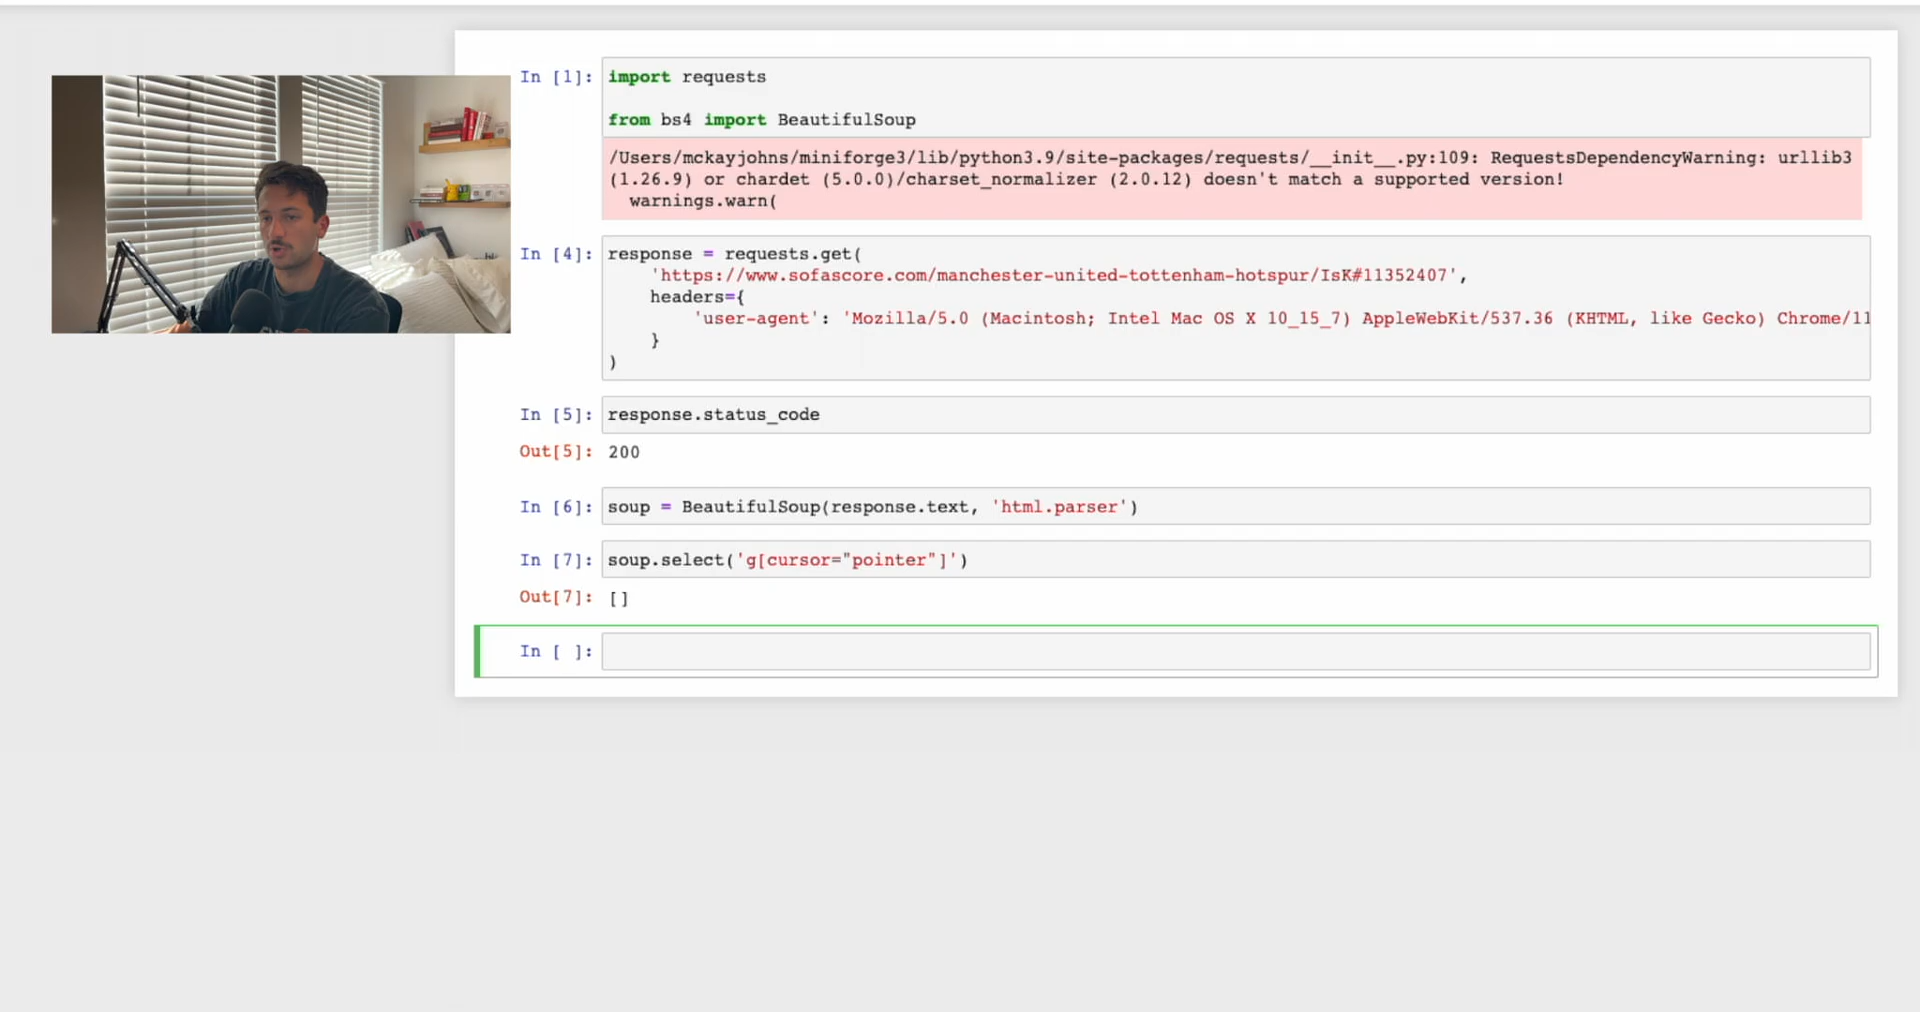 In [1]: import requests
from bs4 import BeautifulSoup
/Users/mckayjohns/miniforge3/lib/python3.9/site-packages/requests/__init__.py:109: RequestsDependencyWarning: urllib3
(1.26.9) or chardet (5.0.0)/charset_normalizer (2.0.12) doesn't match a supported version!
warnings.warn(
In [4]: response = requests.get(
'https://www.sofascore.com/manchester-united-tottenham-hotspur/IsK#11352407',
headers={
'user-agent': 'Mozilla/5.0 (Macintosh; Intel Mac OS X 10_15_7) AppleWebKit/537.36 (KHTML, like Gecko) Chrome/11
}
)
In [5]: response.status_code
Out[5]: 200
In [6]: soup = BeautifulSoup(response.text, 'html.parser')
In [7]: soup.select('g[cursor="pointer"]')
Out[7]: []
In [ ]: